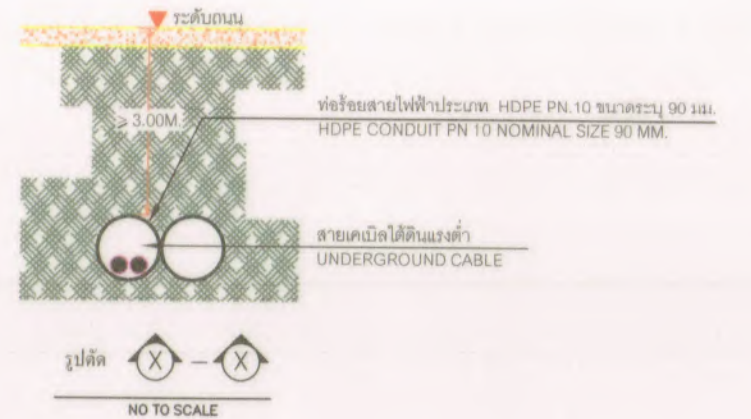 ระดับถนน
≥ 3.00M.
ท่อร้อยสายไฟฟ้าประเภท HDPE PN.10 ขนาดระบุ 90 มม.
HDPE CONDUIT PN 10 NOMINAL SIZE 90 MM.
สายเคเบิลใต้ดินแรงต่ำ
UNDERGROUND CABLE
รูปตัด X – X
NO TO SCALE